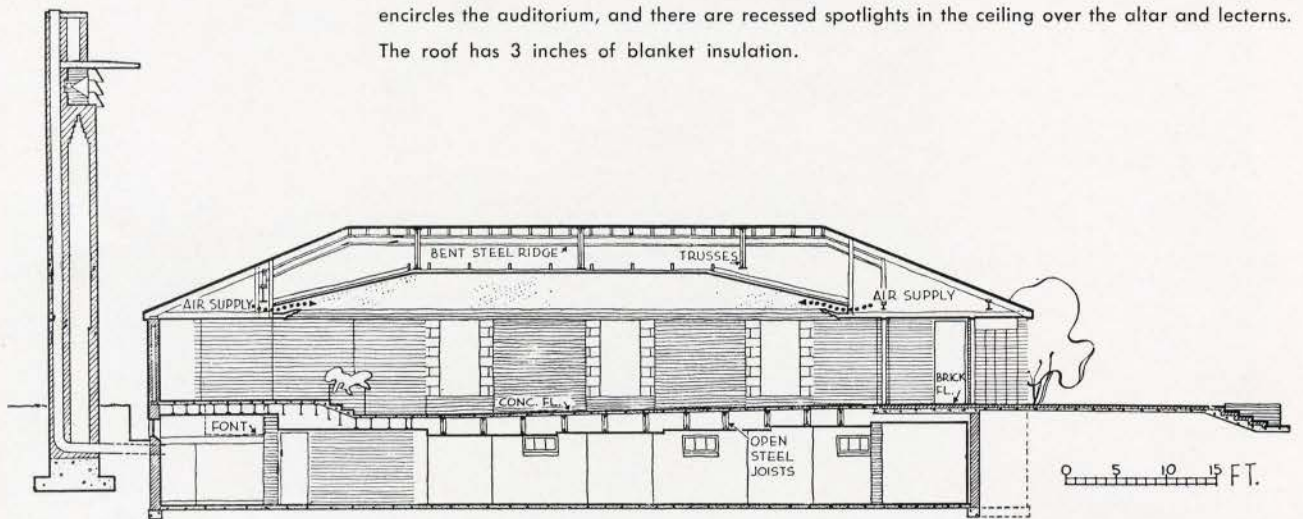 encircles the auditorium, and there are recessed spotlights in the ceiling over the altar and lecterns.
The roof has 3 inches of blanket insulation.
BENT STEEL RIDGE
TRUSSES
AIR SUPPLY
AIR SUPPLY
BRICK
FL.
CONC. FL.
FONT
OPEN
STEEL
JOISTS
0 5 10 15 FT.